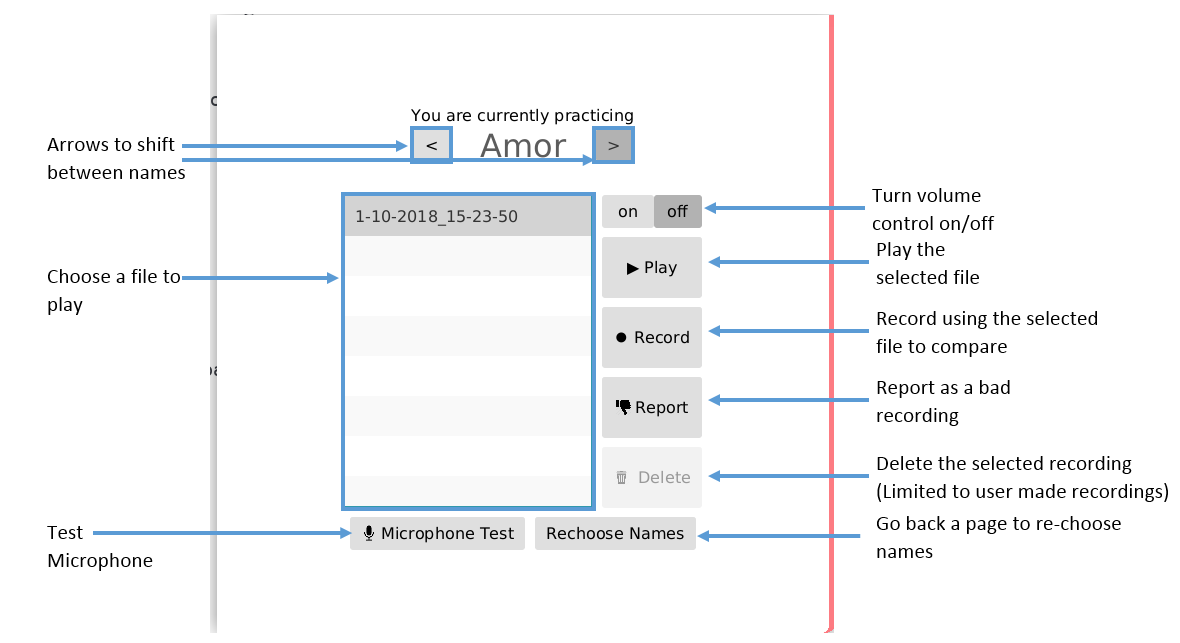 You are currently practicing
Arrows to shift
between names
<
Amor
>
1-10-2018_15-23-50
on
off
Turn volume
control on/off
Choose a file to
play
▶ Play
Play the
selected file
● Record
Record using the selected
file to compare
Report
Report as a bad
recording
Delete
Delete the selected recording
(Limited to user made recordings)
Test
Microphone
Microphone Test
Rechoose Names
Go back a page to re-choose
names